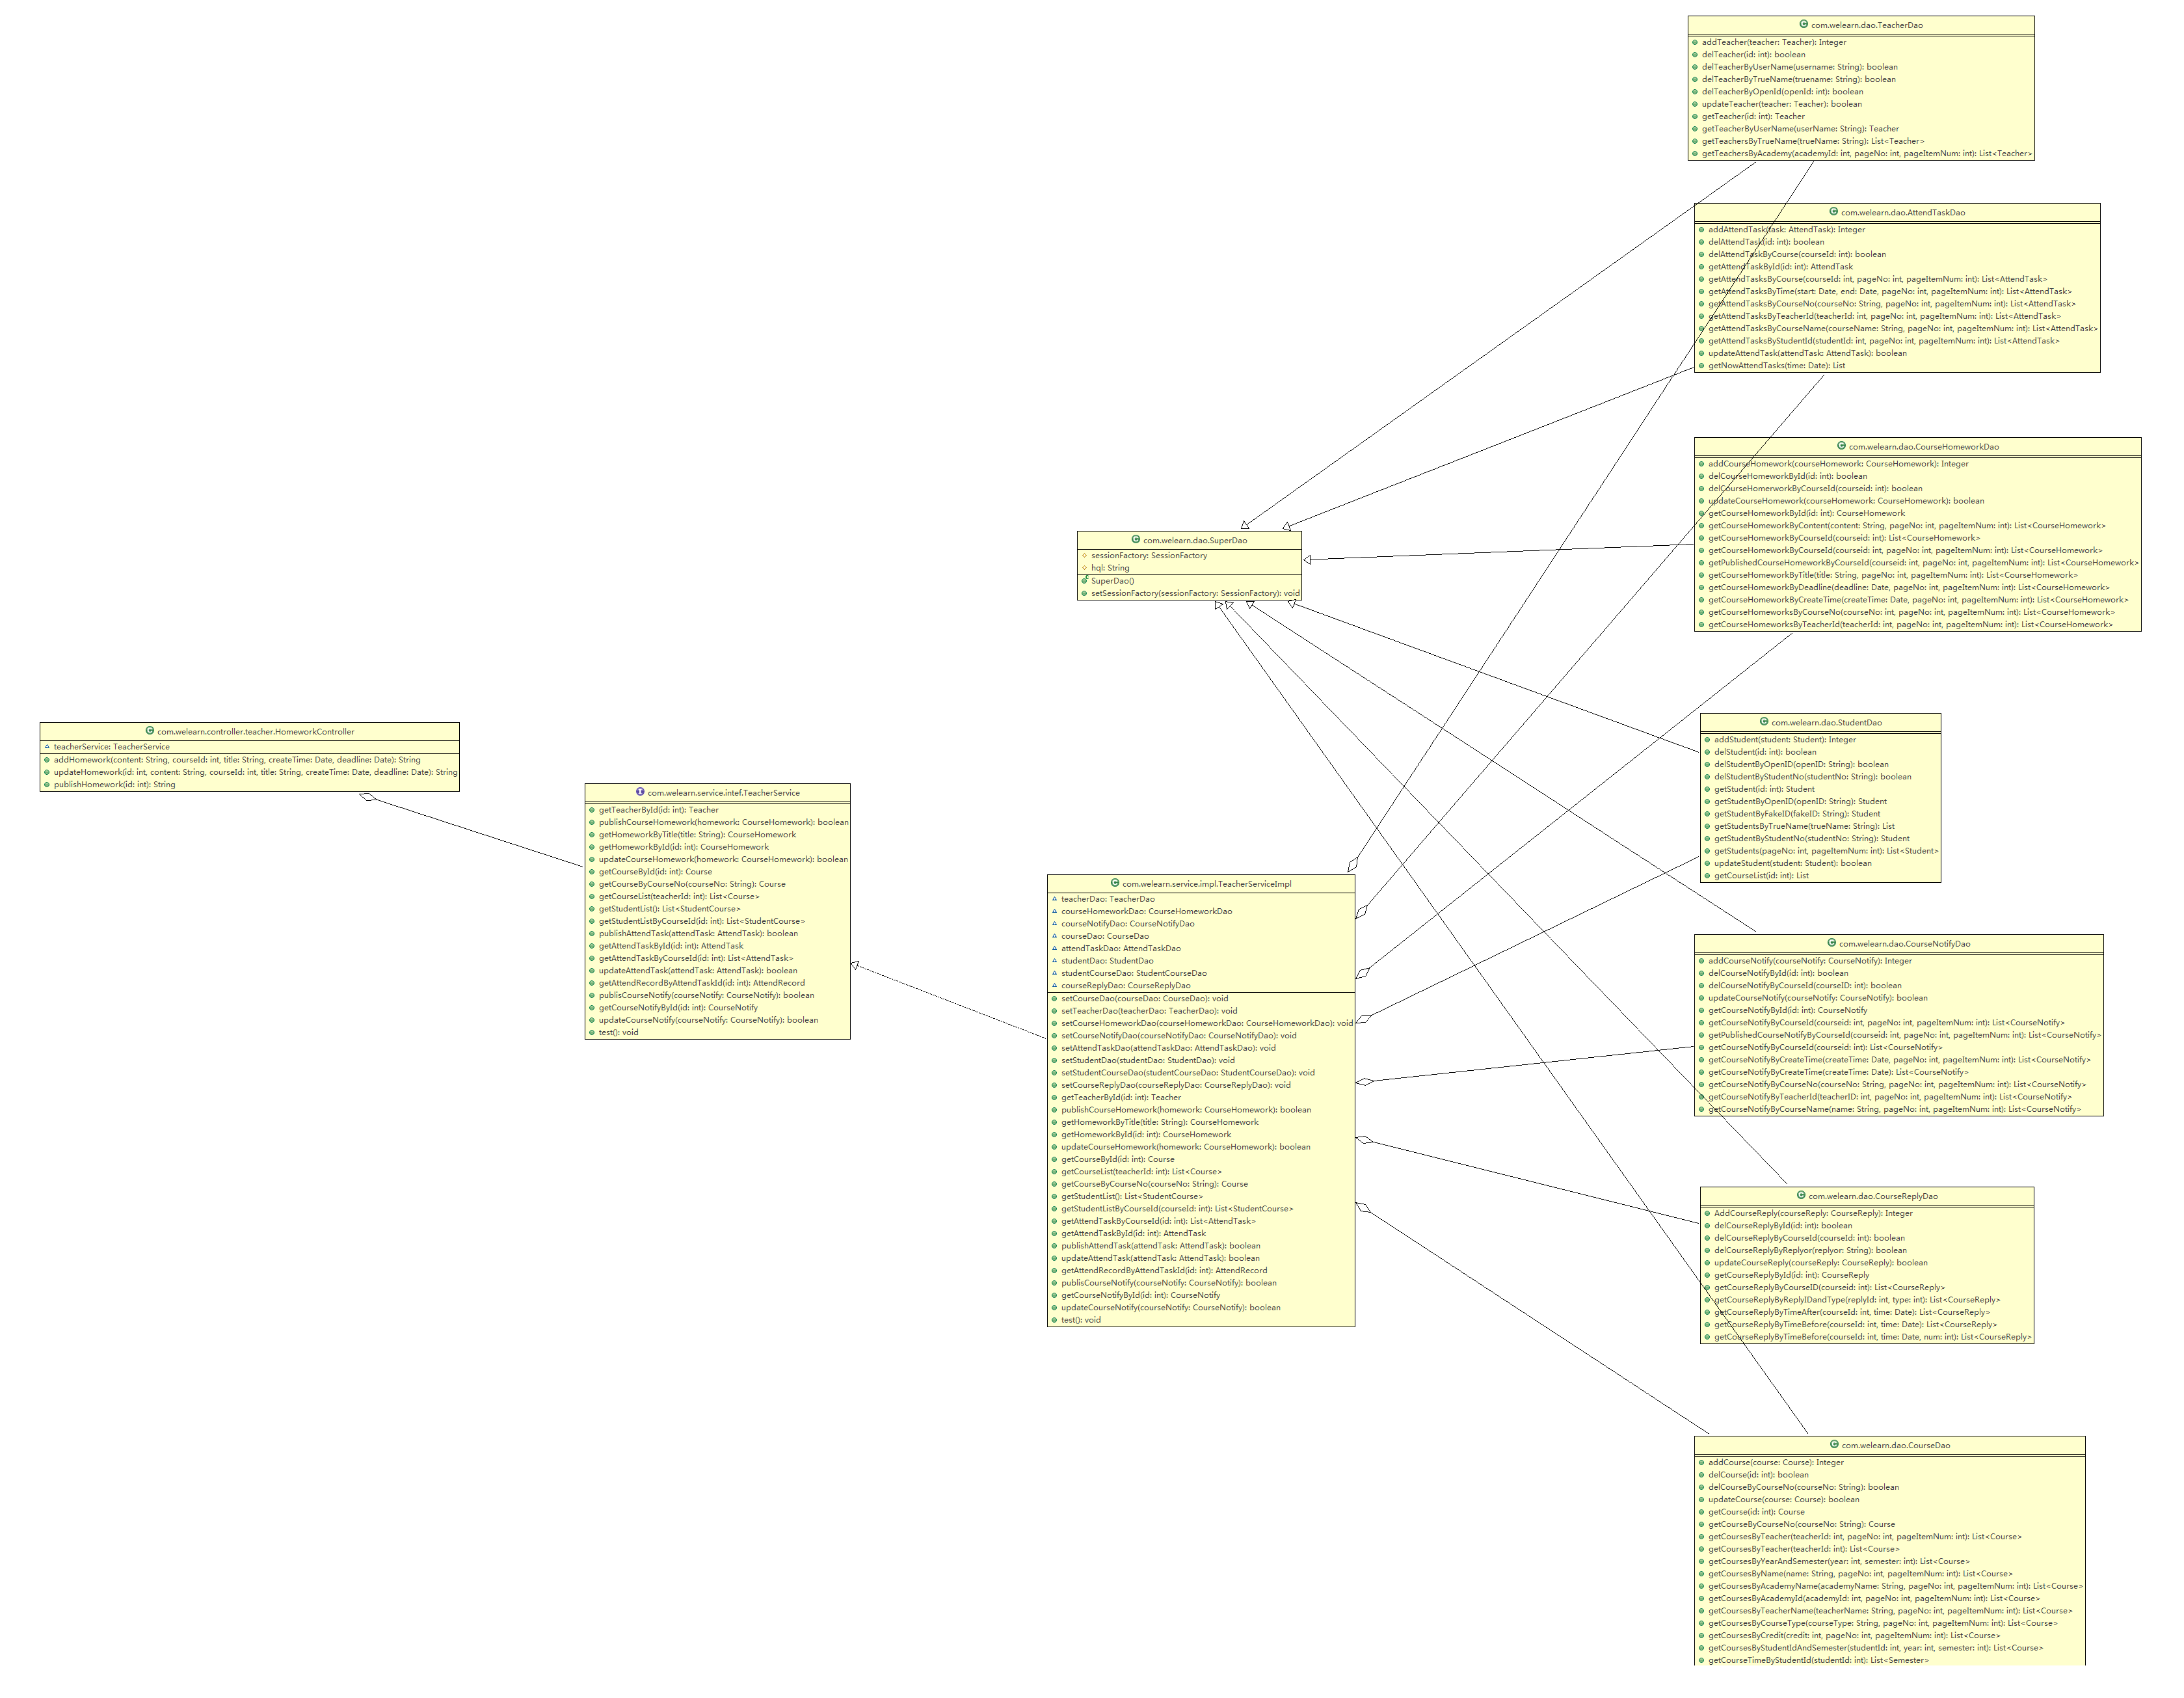 com.welearn.dao.TeacherDao
addTeacher(teacher: Teacher): Integer
delTeacher(id: int): boolean
delTeacherByUserName(username: String): boolean
delTeacherByTrueName(truename: String): boolean
delTeacherByOpenId(openId: int): boolean
updateTeacher(teacher: Teacher): boolean
getTeacher(id: int): Teacher
getTeacherByUserName(userName: String): Teacher
getTeachersByTrueName(trueName: String): List<Teacher>
getTeachersByAcademy(academyId: int, pageNo: int, pageItemNum: int): List<Teacher>
com.welearn.dao.AttendTaskDao
addAttendTask(task: AttendTask): Integer
delAttendTask(id: int): boolean
delAttendTaskByCourse(courseId: int): boolean
getAttendTaskById(id: int): AttendTask
getAttendTasksByCourse(courseId: int, pageNo: int, pageItemNum: int): List<AttendTask>
getAttendTasksByTime(start: Date, end: Date, pageNo: int, pageItemNum: int): List<AttendTask>
getAttendTasksByCourseNo(courseNo: String, pageNo: int, pageItemNum: int): List<AttendTask>
getAttendTasksByTeacherId(teacherId: int, pageNo: int, pageItemNum: int): List<AttendTask>
getAttendTasksByCourseName(courseName: String, pageNo: int, pageItemNum: int): List<AttendTask>
getAttendTasksByStudentId(studentId: int, pageNo: int, pageItemNum: int): List<AttendTask>
updateAttendTask(attendTask: AttendTask): boolean
getNowAttendTasks(time: Date): List
com.welearn.dao.CourseHomeworkDao
addCourseHomework(courseHomework: CourseHomework): Integer
delCourseHomeworkById(id: int): boolean
delCourseHomerworkByCourseId(courseid: int): boolean
updateCourseHomework(courseHomework: CourseHomework): boolean
getCourseHomeworkById(id: int): CourseHomework
getCourseHomeworkByContent(content: String, pageNo: int, pageItemNum: int): List<CourseHomework>
getCourseHomeworkByCourseId(courseid: int): List<CourseHomework>
getCourseHomeworkByCourseId(courseid: int, pageNo: int, pageItemNum: int): List<CourseHomework>
getPublishedCourseHomeworkByCourseId(courseid: int, pageNo: int, pageItemNum: int): List<CourseHomework>
getCourseHomeworkByTitle(title: String, pageNo: int, pageItemNum: int): List<CourseHomework>
getCourseHomeworkByDeadline(deadline: Date, pageNo: int, pageItemNum: int): List<CourseHomework>
getCourseHomeworkByCreateTime(createTime: Date, pageNo: int, pageItemNum: int): List<CourseHomework>
getCourseHomeworksByCourseNo(courseNo: int, pageNo: int, pageItemNum: int): List<CourseHomework>
getCourseHomeworksByTeacherId(teacherId: int, pageNo: int, pageItemNum: int): List<CourseHomework>
com.welearn.dao.SuperDao
sessionFactory: SessionFactory
hql: String
SuperDao()
setSessionFactory(sessionFactory: SessionFactory): void
com.welearn.controller.teacher.HomeworkController
teacherService: TeacherService
addHomework(content: String, courseId: int, title: String, createTime: Date, deadline: Date): String
updateHomework(id: int, content: String, courseId: int, title: String, createTime: Date, deadline: Date): String
publishHomework(id: int): String
com.welearn.service.intef.TeacherService
getTeacherById(id: int): Teacher
publishCourseHomework(homework: CourseHomework): boolean
getHomeworkByTitle(title: String): CourseHomework
getHomeworkById(id: int): CourseHomework
updateCourseHomework(homework: CourseHomework): boolean
getCourseById(id: int): Course
getCourseByCourseNo(courseNo: String): Course
getCourseList(teacherId: int): List<Course>
getStudentList(): List<StudentCourse>
getStudentListByCourseId(id: int): List<StudentCourse>
publishAttendTask(attendTask: AttendTask): boolean
getAttendTaskById(id: int): AttendTask
getAttendTaskByCourseId(id: int): List<AttendTask>
updateAttendTask(attendTask: AttendTask): boolean
getAttendRecordByAttendTaskId(id: int): AttendRecord
publisCourseNotify(courseNotify: CourseNotify): boolean
getCourseNotifyById(id: int): CourseNotify
updateCourseNotify(courseNotify: CourseNotify): boolean
test(): void
com.welearn.service.impl.TeacherServiceImpl
teacherDao: TeacherDao
courseHomeworkDao: CourseHomeworkDao
courseNotifyDao: CourseNotifyDao
courseDao: CourseDao
attendTaskDao: AttendTaskDao
studentDao: StudentDao
studentCourseDao: StudentCourseDao
courseReplyDao: CourseReplyDao
setCourseDao(courseDao: CourseDao): void
setTeacherDao(teacherDao: TeacherDao): void
setCourseHomeworkDao(courseHomeworkDao: CourseHomeworkDao): void
setCourseNotifyDao(courseNotifyDao: CourseNotifyDao): void
setAttendTaskDao(attendTaskDao: AttendTaskDao): void
setStudentDao(studentDao: StudentDao): void
setStudentCourseDao(studentCourseDao: StudentCourseDao): void
setCourseReplyDao(courseReplyDao: CourseReplyDao): void
getTeacherById(id: int): Teacher
publishCourseHomework(homework: CourseHomework): boolean
getHomeworkByTitle(title: String): CourseHomework
getHomeworkById(id: int): CourseHomework
updateCourseHomework(homework: CourseHomework): boolean
getCourseById(id: int): Course
getCourseList(teacherId: int): List<Course>
getCourseByCourseNo(courseNo: String): Course
getStudentList(): List<StudentCourse>
getStudentListByCourseId(courseId: int): List<StudentCourse>
getAttendTaskByCourseId(id: int): List<AttendTask>
getAttendTaskById(id: int): AttendTask
publishAttendTask(attendTask: AttendTask): boolean
updateAttendTask(attendTask: AttendTask): boolean
getAttendRecordByAttendTaskId(id: int): AttendRecord
publisCourseNotify(courseNotify: CourseNotify): boolean
getCourseNotifyById(id: int): CourseNotify
updateCourseNotify(courseNotify: CourseNotify): boolean
test(): void
com.welearn.dao.StudentDao
addStudent(student: Student): Integer
delStudent(id: int): boolean
delStudentByOpenID(openID: String): boolean
delStudentByStudentNo(studentNo: String): boolean
getStudent(id: int): Student
getStudentByOpenID(openID: String): Student
getStudentByFakeID(fakeID: String): Student
getStudentsByTrueName(trueName: String): List
getStudentByStudentNo(studentNo: String): Student
getStudents(pageNo: int, pageItemNum: int): List<Student>
updateStudent(student: Student): boolean
getCourseList(id: int): List
com.welearn.dao.CourseNotifyDao
addCourseNotify(courseNotify: CourseNotify): Integer
delCourseNotifyById(id: int): boolean
delCourseNotifyByCourseId(courseID: int): boolean
updateCourseNotify(courseNotify: CourseNotify): boolean
getCourseNotifyById(id: int): CourseNotify
getCourseNotifyByCourseId(courseid: int, pageNo: int, pageItemNum: int): List<CourseNotify>
getPublishedCourseNotifyByCourseId(courseid: int, pageNo: int, pageItemNum: int): List<CourseNotify>
getCourseNotifyByCourseId(courseid: int): List<CourseNotify>
getCourseNotifyByCreateTime(createTime: Date, pageNo: int, pageItemNum: int): List<CourseNotify>
getCourseNotifyByCreateTime(createTime: Date): List<CourseNotify>
getCourseNotifyByCourseNo(courseNo: String, pageNo: int, pageItemNum: int): List<CourseNotify>
getCourseNotifyByTeacherId(teacherID: int, pageNo: int, pageItemNum: int): List<CourseNotify>
getCourseNotifyByCourseName(name: String, pageNo: int, pageItemNum: int): List<CourseNotify>
com.welearn.dao.CourseReplyDao
AddCourseReply(courseReply: CourseReply): Integer
delCourseReplyById(id: int): boolean
delCourseReplyByCourseId(courseId: int): boolean
delCourseReplyByReplyor(replyor: String): boolean
updateCourseReply(courseReply: CourseReply): boolean
getCourseReplyById(id: int): CourseReply
getCourseReplyByCourseID(courseid: int): List<CourseReply>
getCourseReplyByReplyIDandType(replyId: int, type: int): List<CourseReply>
getCourseReplyByTimeAfter(courseId: int, time: Date): List<CourseReply>
getCourseReplyByTimeBefore(courseId: int, time: Date): List<CourseReply>
getCourseReplyByTimeBefore(courseId: int, time: Date, num: int): List<CourseReply>
com.welearn.dao.CourseDao
addCourse(course: Course): Integer
delCourse(id: int): boolean
delCourseByCourseNo(courseNo: String): boolean
updateCourse(course: Course): boolean
getCourse(id: int): Course
getCourseByCourseNo(courseNo: String): Course
getCoursesByTeacher(teacherId: int, pageNo: int, pageItemNum: int): List<Course>
getCoursesByTeacher(teacherId: int): List<Course>
getCoursesByYearAndSemester(year: int, semester: int): List<Course>
getCoursesByName(name: String, pageNo: int, pageItemNum: int): List<Course>
getCoursesByAcademyName(academyName: String, pageNo: int, pageItemNum: int): List<Course>
getCoursesByAcademyId(academyId: int, pageNo: int, pageItemNum: int): List<Course>
getCoursesByTeacherName(teacherName: String, pageNo: int, pageItemNum: int): List<Course>
getCoursesByCourseType(courseType: String, pageNo: int, pageItemNum: int): List<Course>
getCoursesByCredit(credit: int, pageNo: int, pageItemNum: int): List<Course>
getCoursesByStudentIdAndSemester(studentId: int, year: int, semester: int): List<Course>
getCourseTimeByStudentId(studentId: int): List<Semester>